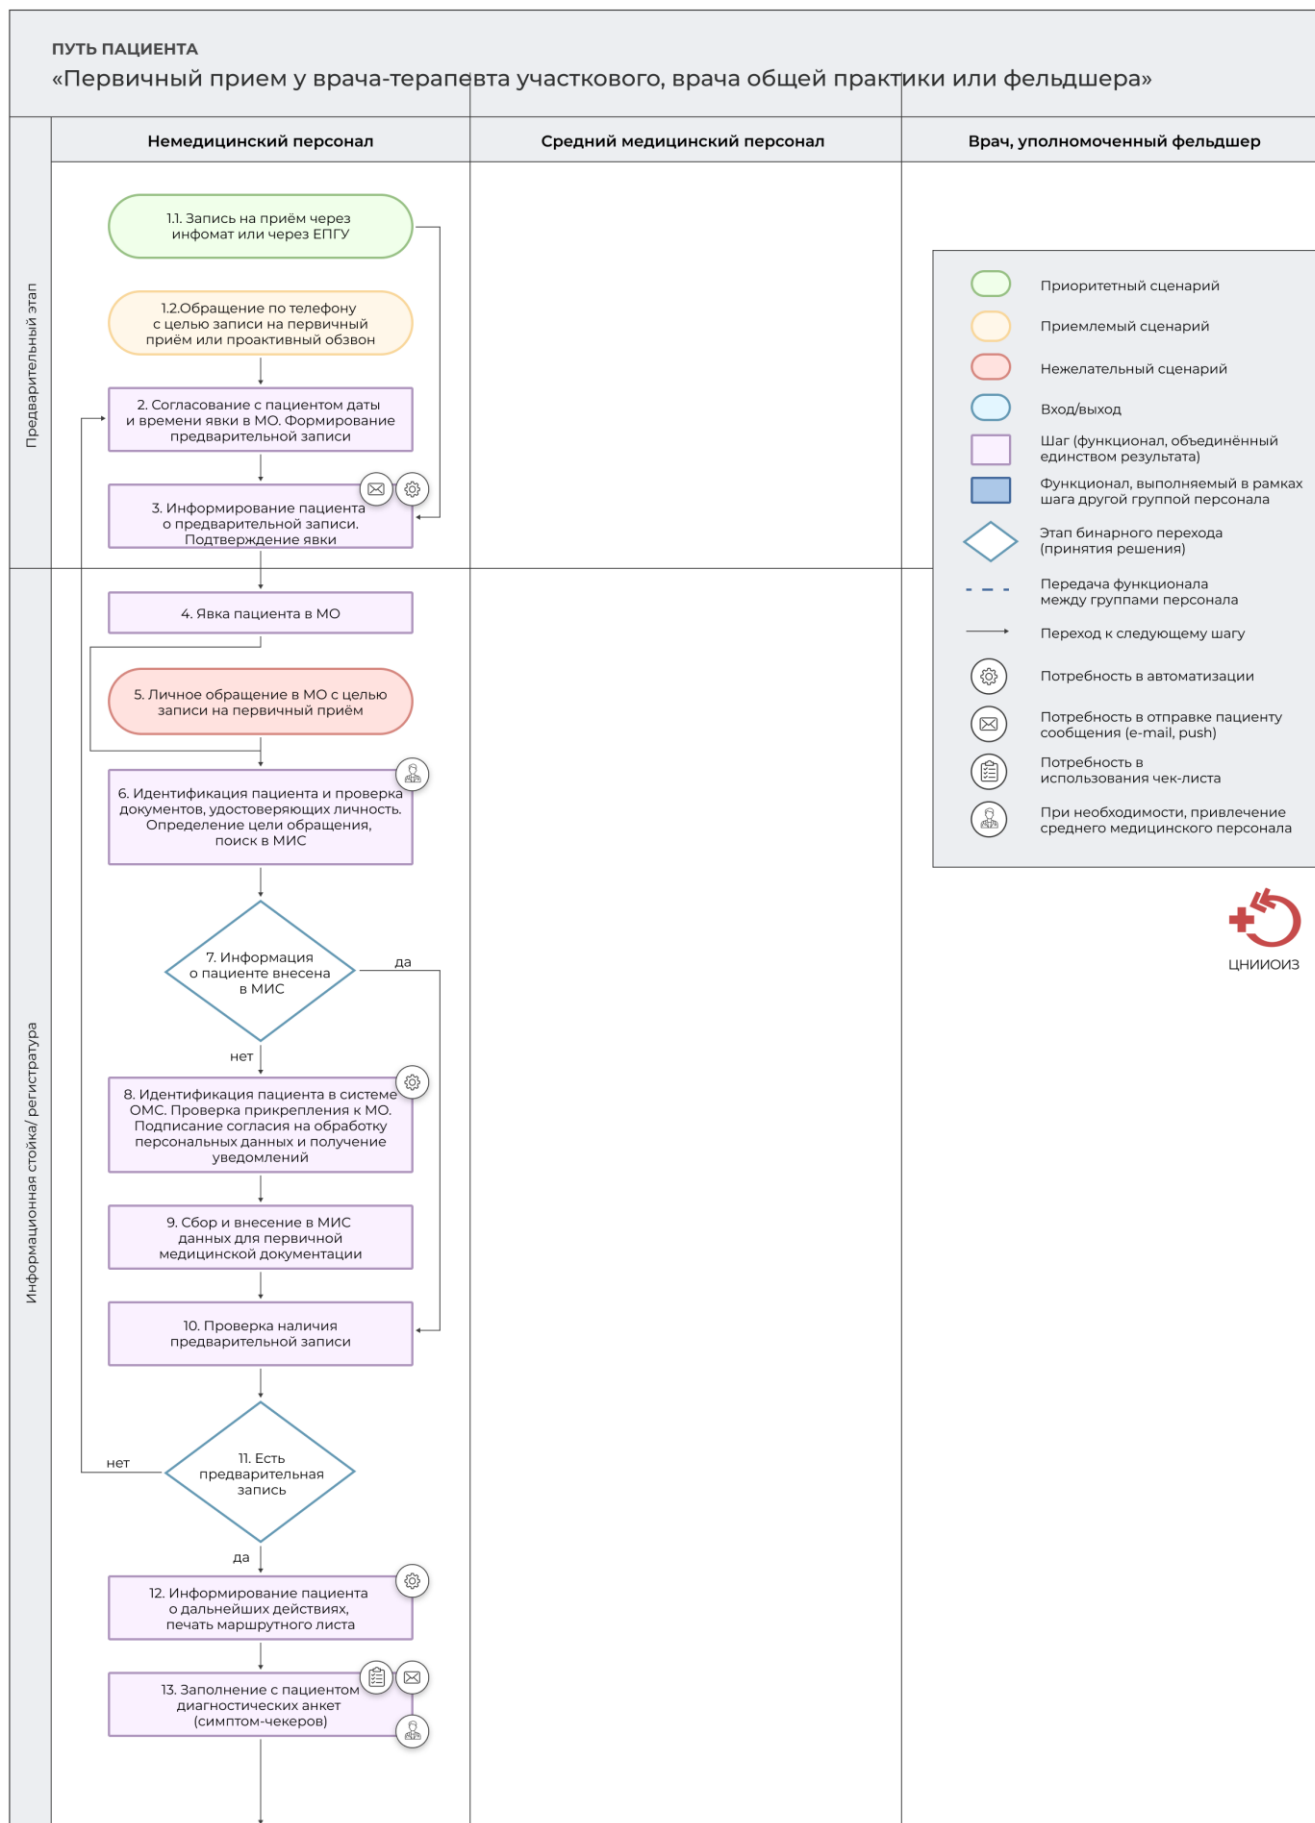 ПУТЬ ПАЦИЕНТА
«Первичный прием у врача-терапевта участкового, врача общей практики или фельдшера»
Немедицинский персонал
Средний медицинский персонал
Врач, уполномоченный фельдшер
Предварительный этап
1.1. Запись на приём через
инфомат или через ЕПГУ
1.2.Обращение по телефону
с целью записи на первичный
приём или проактивный обзвон
2. Согласование с пациентом даты
и времени явки в МО. Формирование
предварительной записи
3. Информирование пациента
о предварительной записи.
Подтверждение явки
Приоритетный сценарий
Приемлемый сценарий
Нежелательный сценарий
Вход/выход
Шаг (функционал, объединённый
единством результата)
Функционал, выполняемый в рамках
шага другой группой персонала
Этап бинарного перехода
(принятия решения)
Передача функционала
между группами персонала
Переход к следующему шагу
Потребность в автоматизации
Потребность в отправке пациенту
сообщения (e-mail, push)
Потребность в
использования чек-листа
При необходимости, привлечение
среднего медицинского персонала
ЦНИИОИЗ
Информационная стойка/ регистратура
4. Явка пациента в МО
5. Личное обращение в МО с целью
записи на первичный приём
6. Идентификация пациента и проверка
документов, удостоверяющих личность.
Определение цели обращения,
поиск в МИС
7. Информация
о пациенте внесена
в МИС
да
нет
8. Идентификация пациента в системе
ОМС. Проверка прикрепления к МО.
Подписание согласия на обработку
персональных данных и получение
уведомлений
9. Сбор и внесение в МИС
данных для первичной
медицинской документации
10. Проверка наличия
предварительной записи
11. Есть
предварительная
запись
нет
да
12. Информирование пациента
о дальнейших действиях,
печать маршрутного листа
13. Заполнение с пациентом
диагностических анкет
(симптом-чекеров)